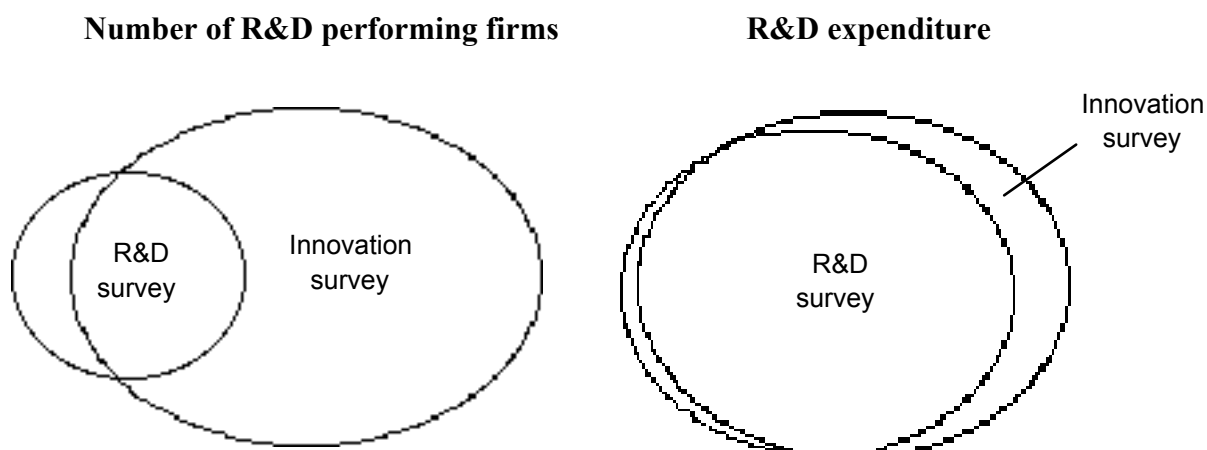 Number of R&D performing firms
R&D expenditure
Innovation
survey
R&D
survey
Innovation
survey
R&D
survey